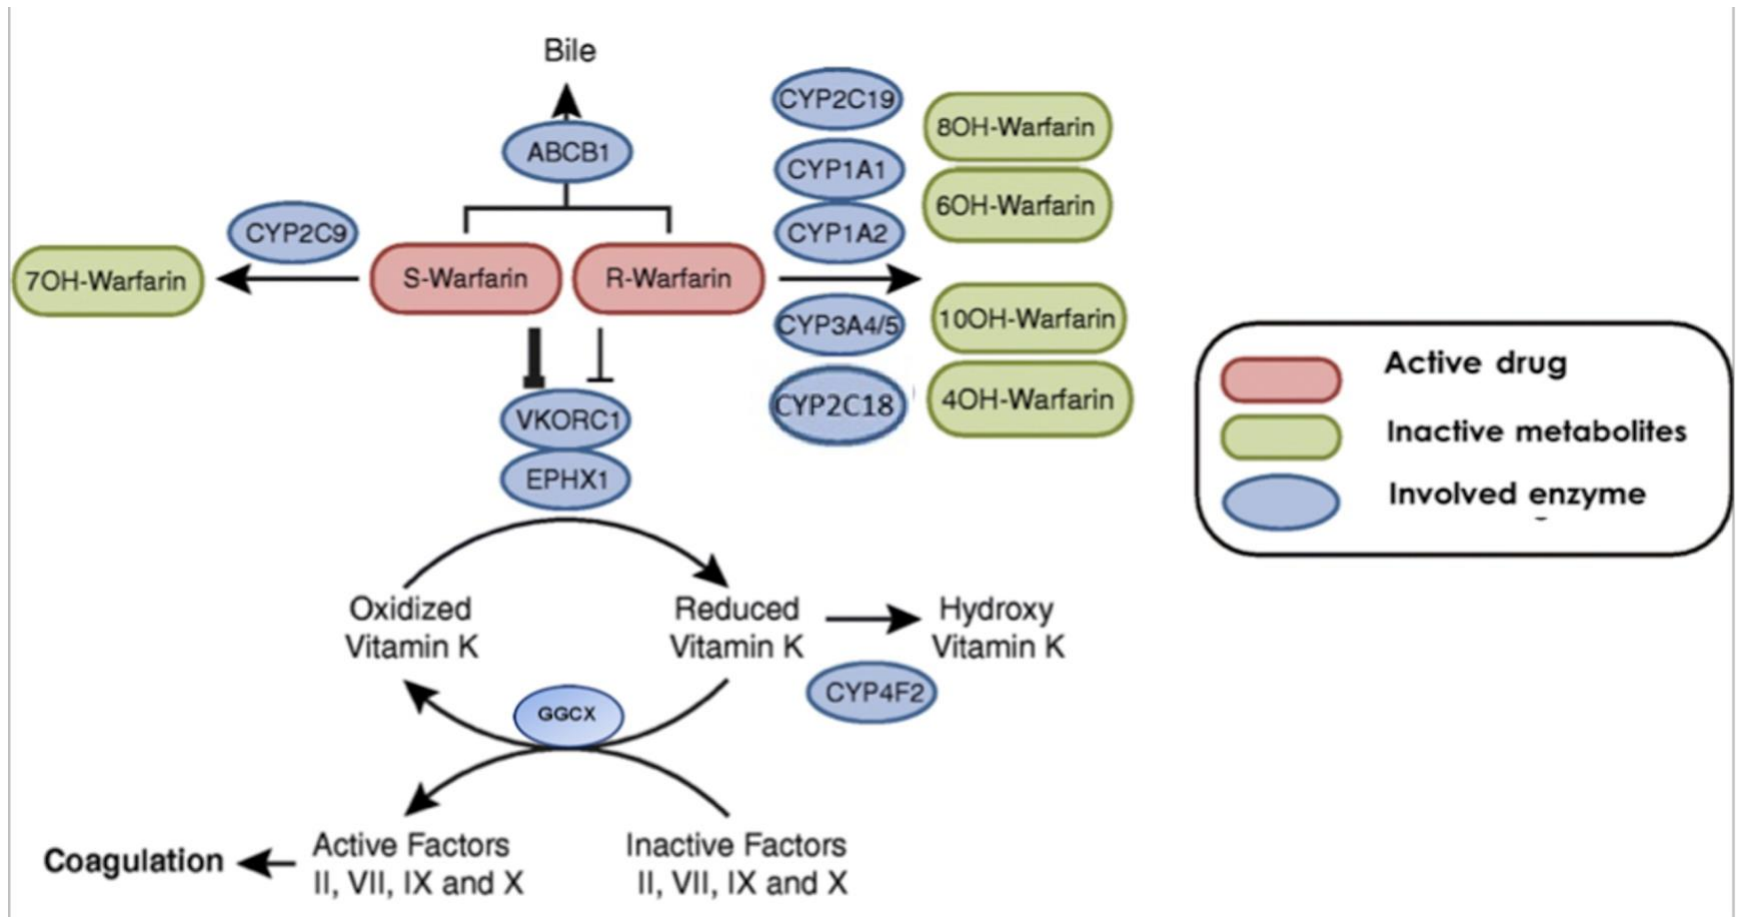 Bile
ABCB1
CYP2C9
7OH-Warfarin
S-Warfarin
R-Warfarin
CYP2C19
CYP1A1
CYP1A2
CYP3A4/5
CYP2C18
8OH-Warfarin
6OH-Warfarin
10OH-Warfarin
4OH-Warfarin
VKORC1
EPHX1
Oxidized
Vitamin K
Reduced
Vitamin K
Hydroxy
Vitamin K
CYP4F2
GGCX
Coagulation
Active Factors
II, VII, IX and X
Inactive Factors
II, VII, IX and X
Active drug
Inactive metabolites
Involved enzyme